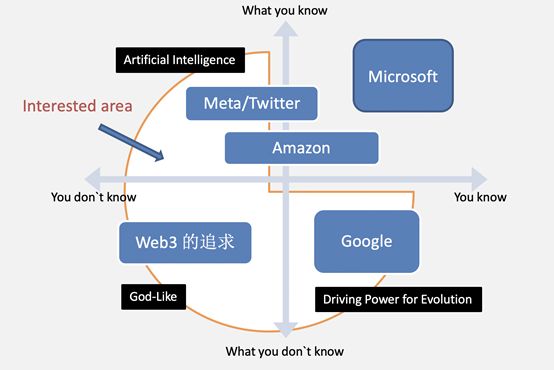 What you know
Artificial Intelligence
Microsoft
Interested area
Meta/Twitter
Amazon
You don`t know
You know
Web3 的追求
Google
God-Like
Driving Power for Evolution
What you don`t know